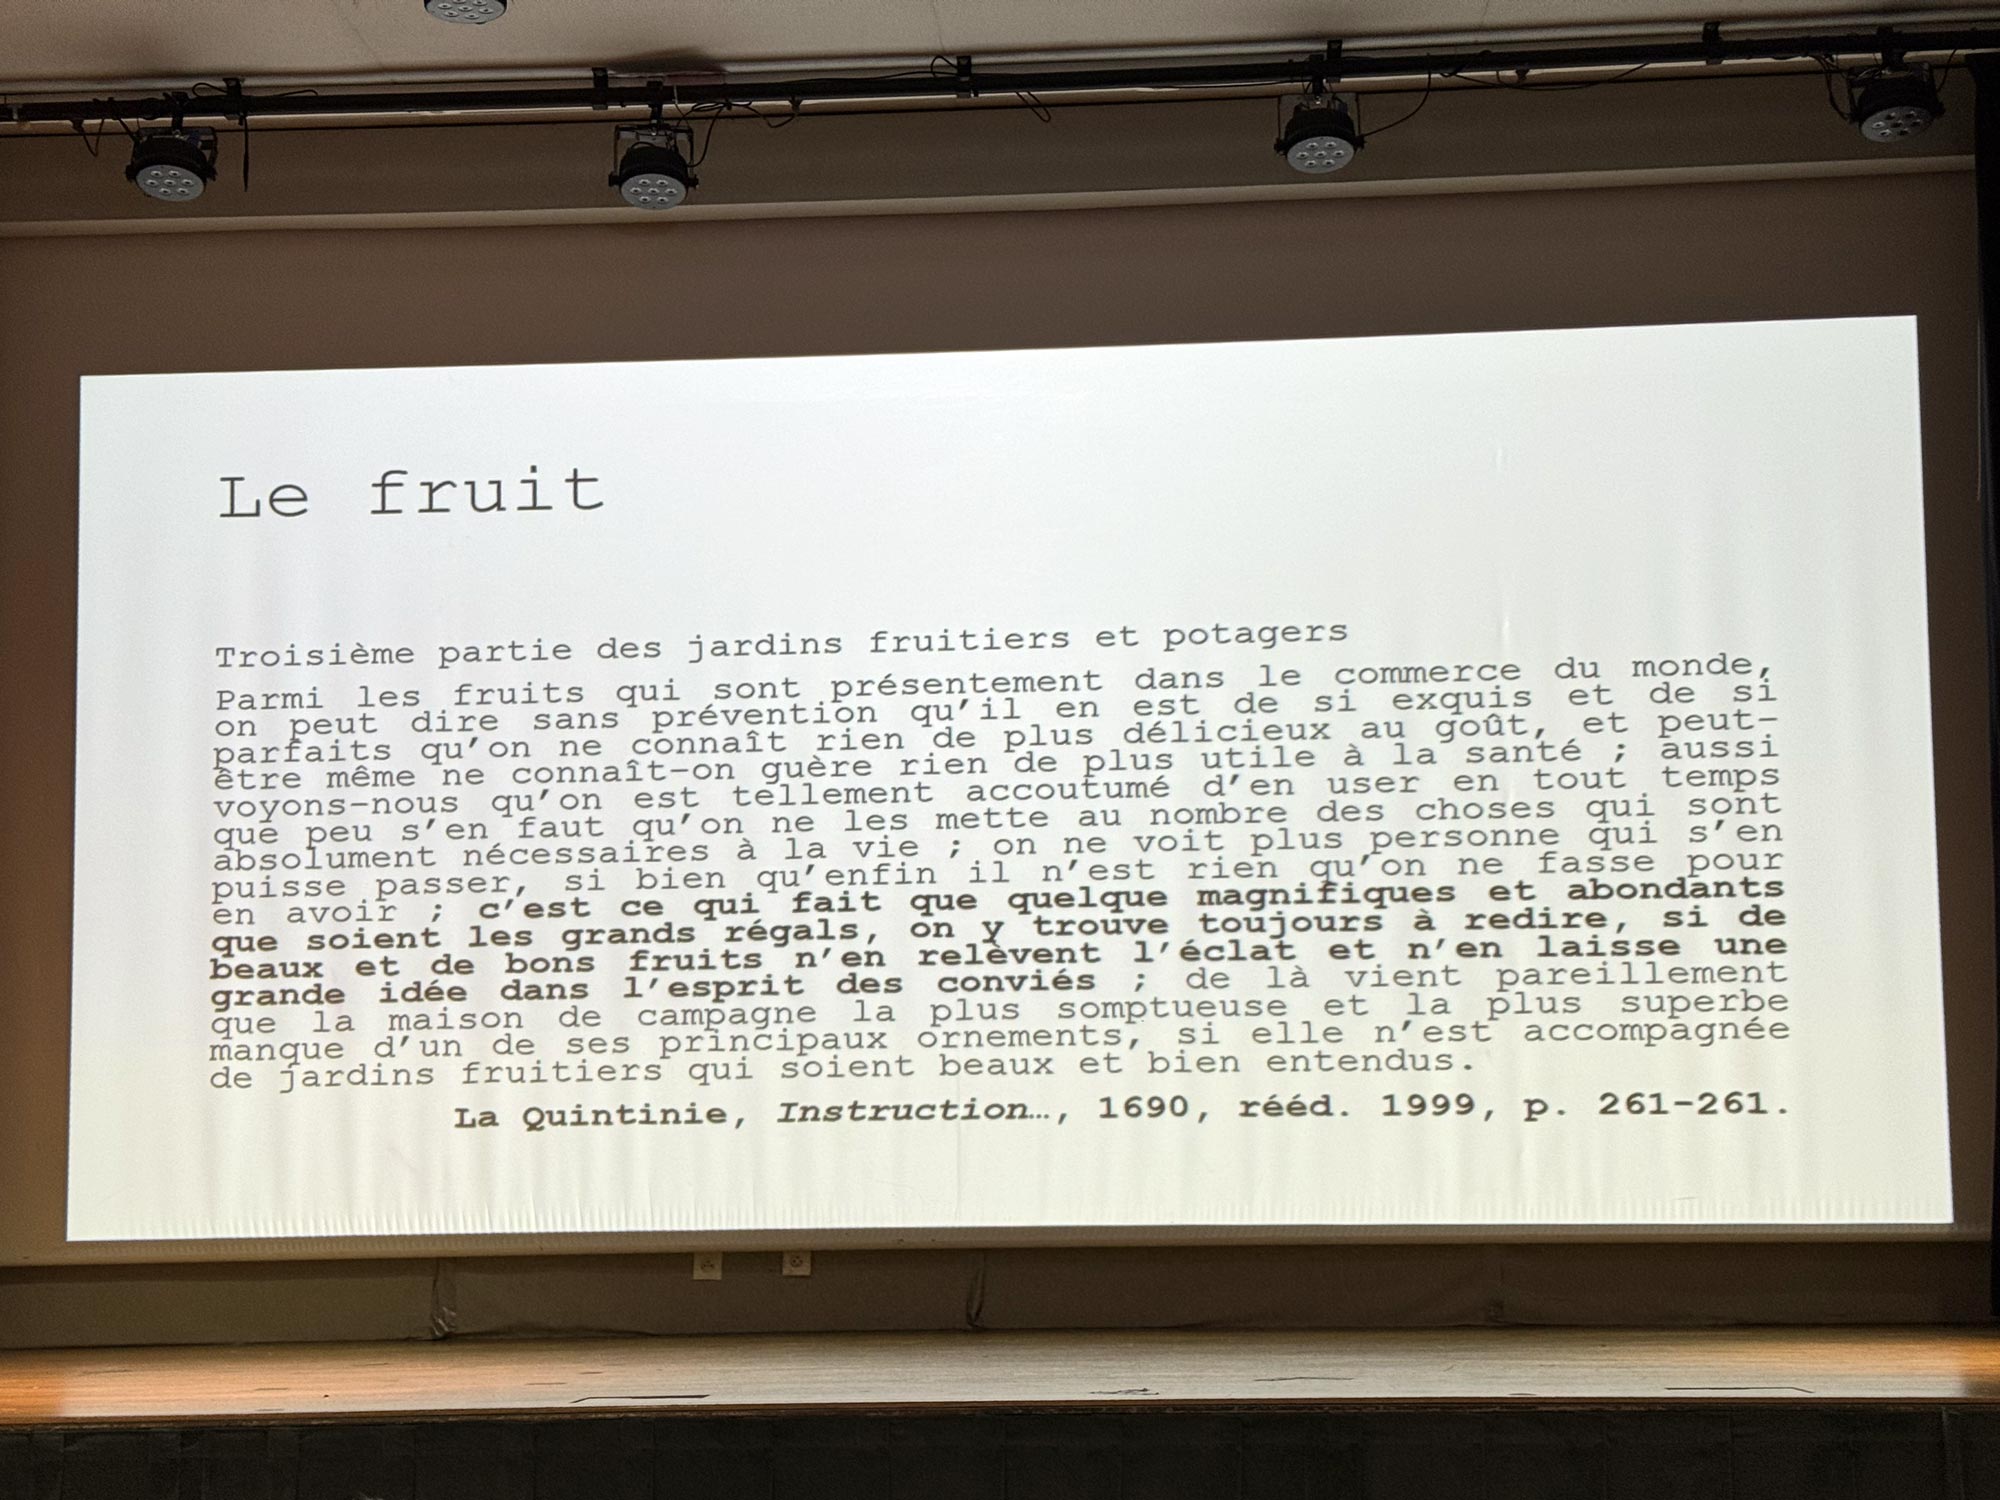 Le fruit
Troisième partie des jardins fruitiers et potagers
Parmi les fruits qui sont présentement dans le commerce du monde,
on peut dire sans prévention qu'il en est de si exquis et de si
parfaits qu'on ne connaît rien de plus délicieux au goût, et peut-
être même ne connaît-on guère rien de plus utile à la santé ; aussi
voyons-nous qu'on est tellement accoutumé d'en user en tout temps
que peu s'en faut qu'on ne les mette au nombre des choses qui sont
absolument nécessaires à la vie ; on ne voit plus personne qui s'en
puisse passer, si bien qu'enfin il n'est rien qu'on ne fasse pour
en avoir ; c'est ce qui fait que quelque magnifiques et abondants
que soient les grands régals, on y trouve toujours à redire, si de
beaux et de bons fruits n'en relèvent l'éclat et n'en laisse une
grande idée dans l'esprit des conviés ; de là vient pareillement
que la maison de campagne la plus somptueuse et la plus superbe
manque d'un de ses principaux ornements, si elle n'est accompagnée
de jardins fruitiers qui soient beaux et bien entendus.
La Quintinie, Instruction…, 1690, rééd. 1999, p. 261-261.